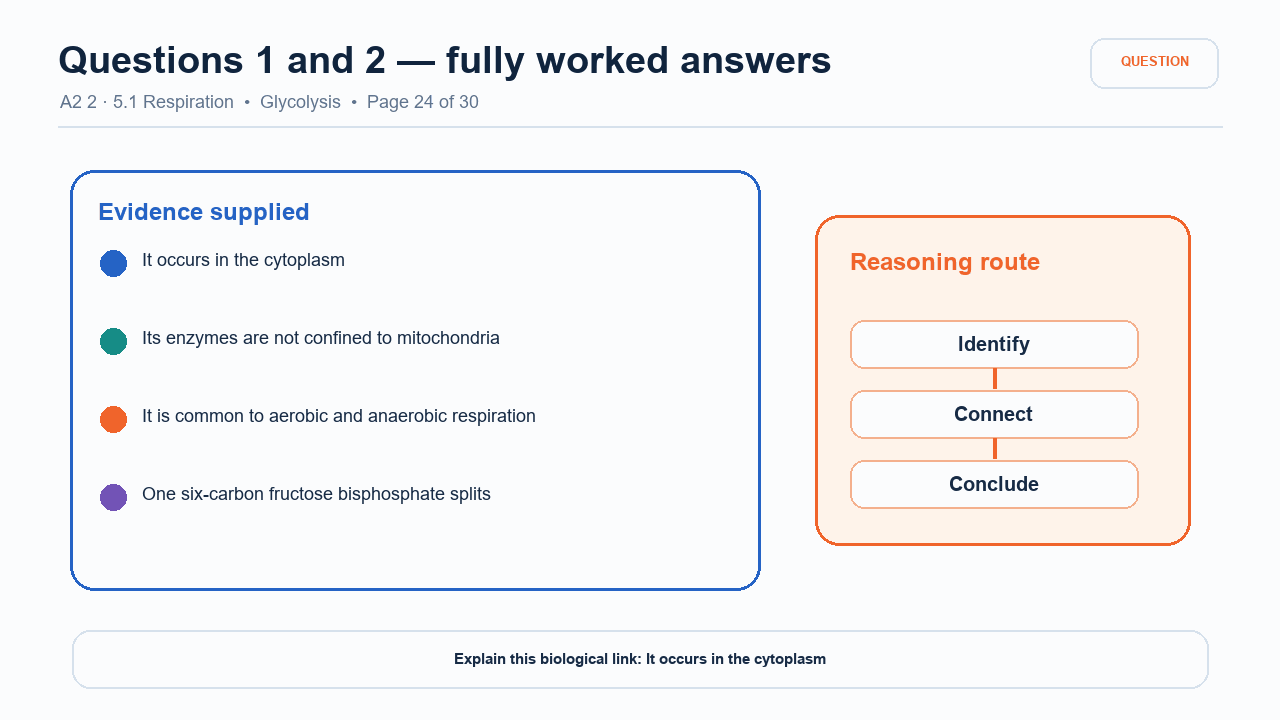 Questions 1 and 2 — fully worked answers
QUESTION
A2 2 · 5.1 Respiration • Glycolysis • Page 24 of 30
Evidence supplied
It occurs in the cytoplasm
Its enzymes are not confined to mitochondria
It is common to aerobic and anaerobic respiration
One six-carbon fructose bisphosphate splits
Reasoning route
Identify
Connect
Conclude
Explain this biological link: It occurs in the cytoplasm